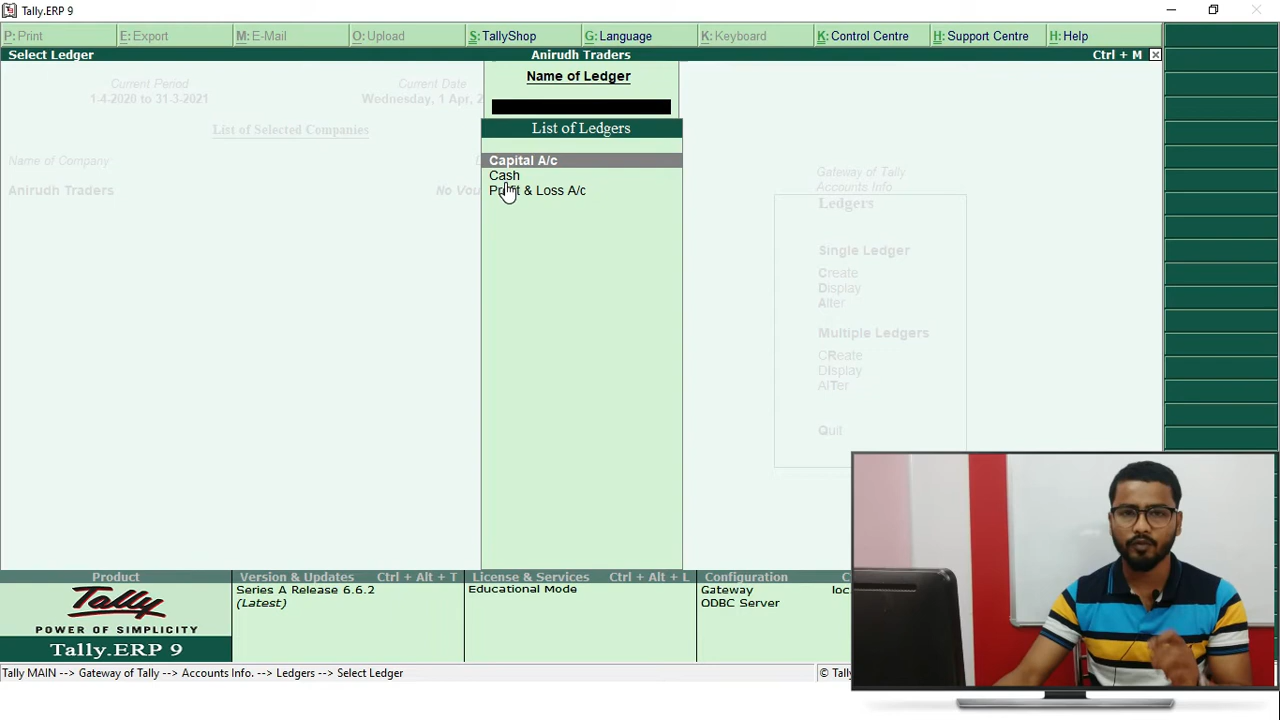 Tally.ERP 9
P: Print
E: Export
M: E-Mail
O: Upload
S: TallyShop
G: Language
K: Keyboard
K: Control Centre
H: Support Centre
H: Help
Select Ledger
Anirudh Traders
Ctrl + M
Current Period
1-4-2020 to 31-3-2021
Current Date
Wednesday, 1 Apr, 2
List of Selected Companies
Name of Company
Anirudh Traders
No Vou
Name of Ledger
List of Ledgers
Capital A/c
Cash
Profit & Loss A/c
Gateway of Tally
Accounts Info.
Ledgers
Single Ledger
Create
Display
Alter
Multiple Ledgers
CReate
DIsplay
AlTer
Quit
Product
Tally
POWER OF SIMPLICITY
Tally.ERP 9
Version & Updates Ctrl + Alt + T
Series A Release 6.6.2
(Latest)
License & Services Ctrl + Alt + L
Educational Mode
Configuration
Gateway
ODBC Server
Tally MAIN --> Gateway of Tally --> Accounts Info. --> Ledgers --> Select Ledger
© Tally